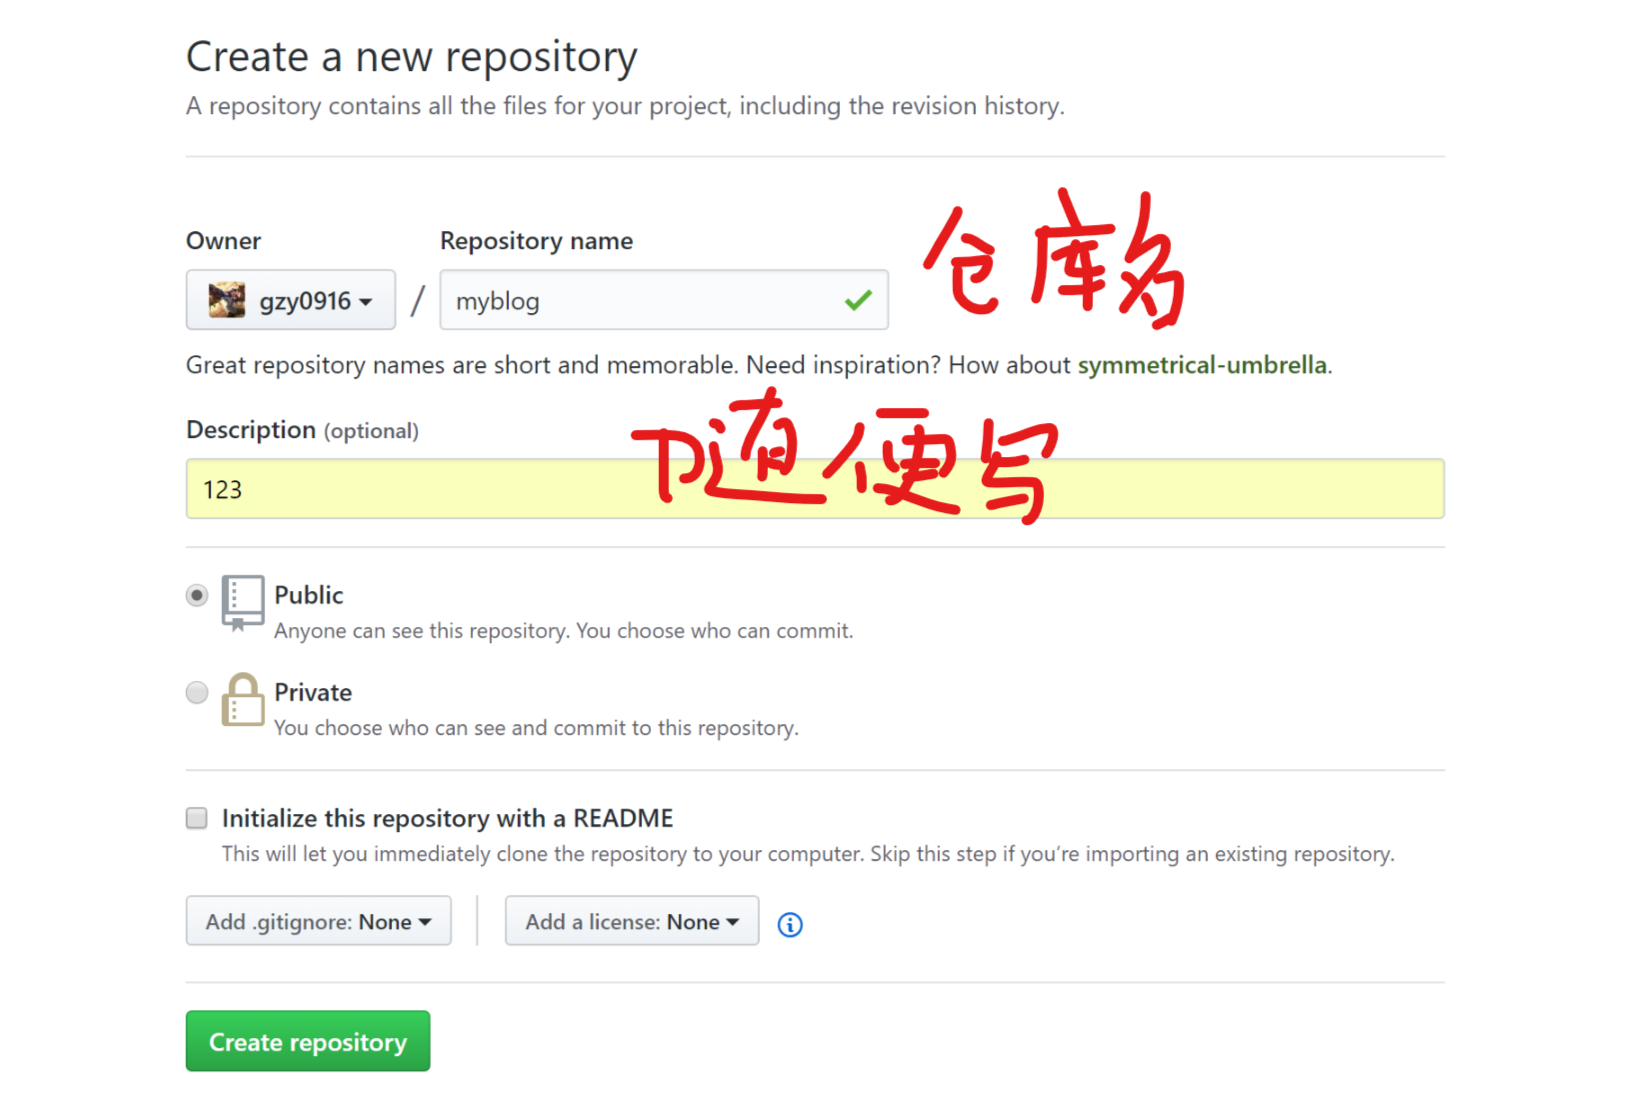 Create a new repository
A repository contains all the files for your project, including the revision history.
Owner Repository name
gzy0916 / myblog 仓库名
Great repository names are short and memorable. Need inspiration? How about symmetrical-umbrella.
Description (optional)
123 随便写
Public
Anyone can see this repository. You choose who can commit.
Private
You choose who can see and commit to this repository.
Initialize this repository with a README
This will let you immediately clone the repository to your computer. Skip this step if you’re importing an existing repository.
Add .gitignore: None Add a license: None
Create repository